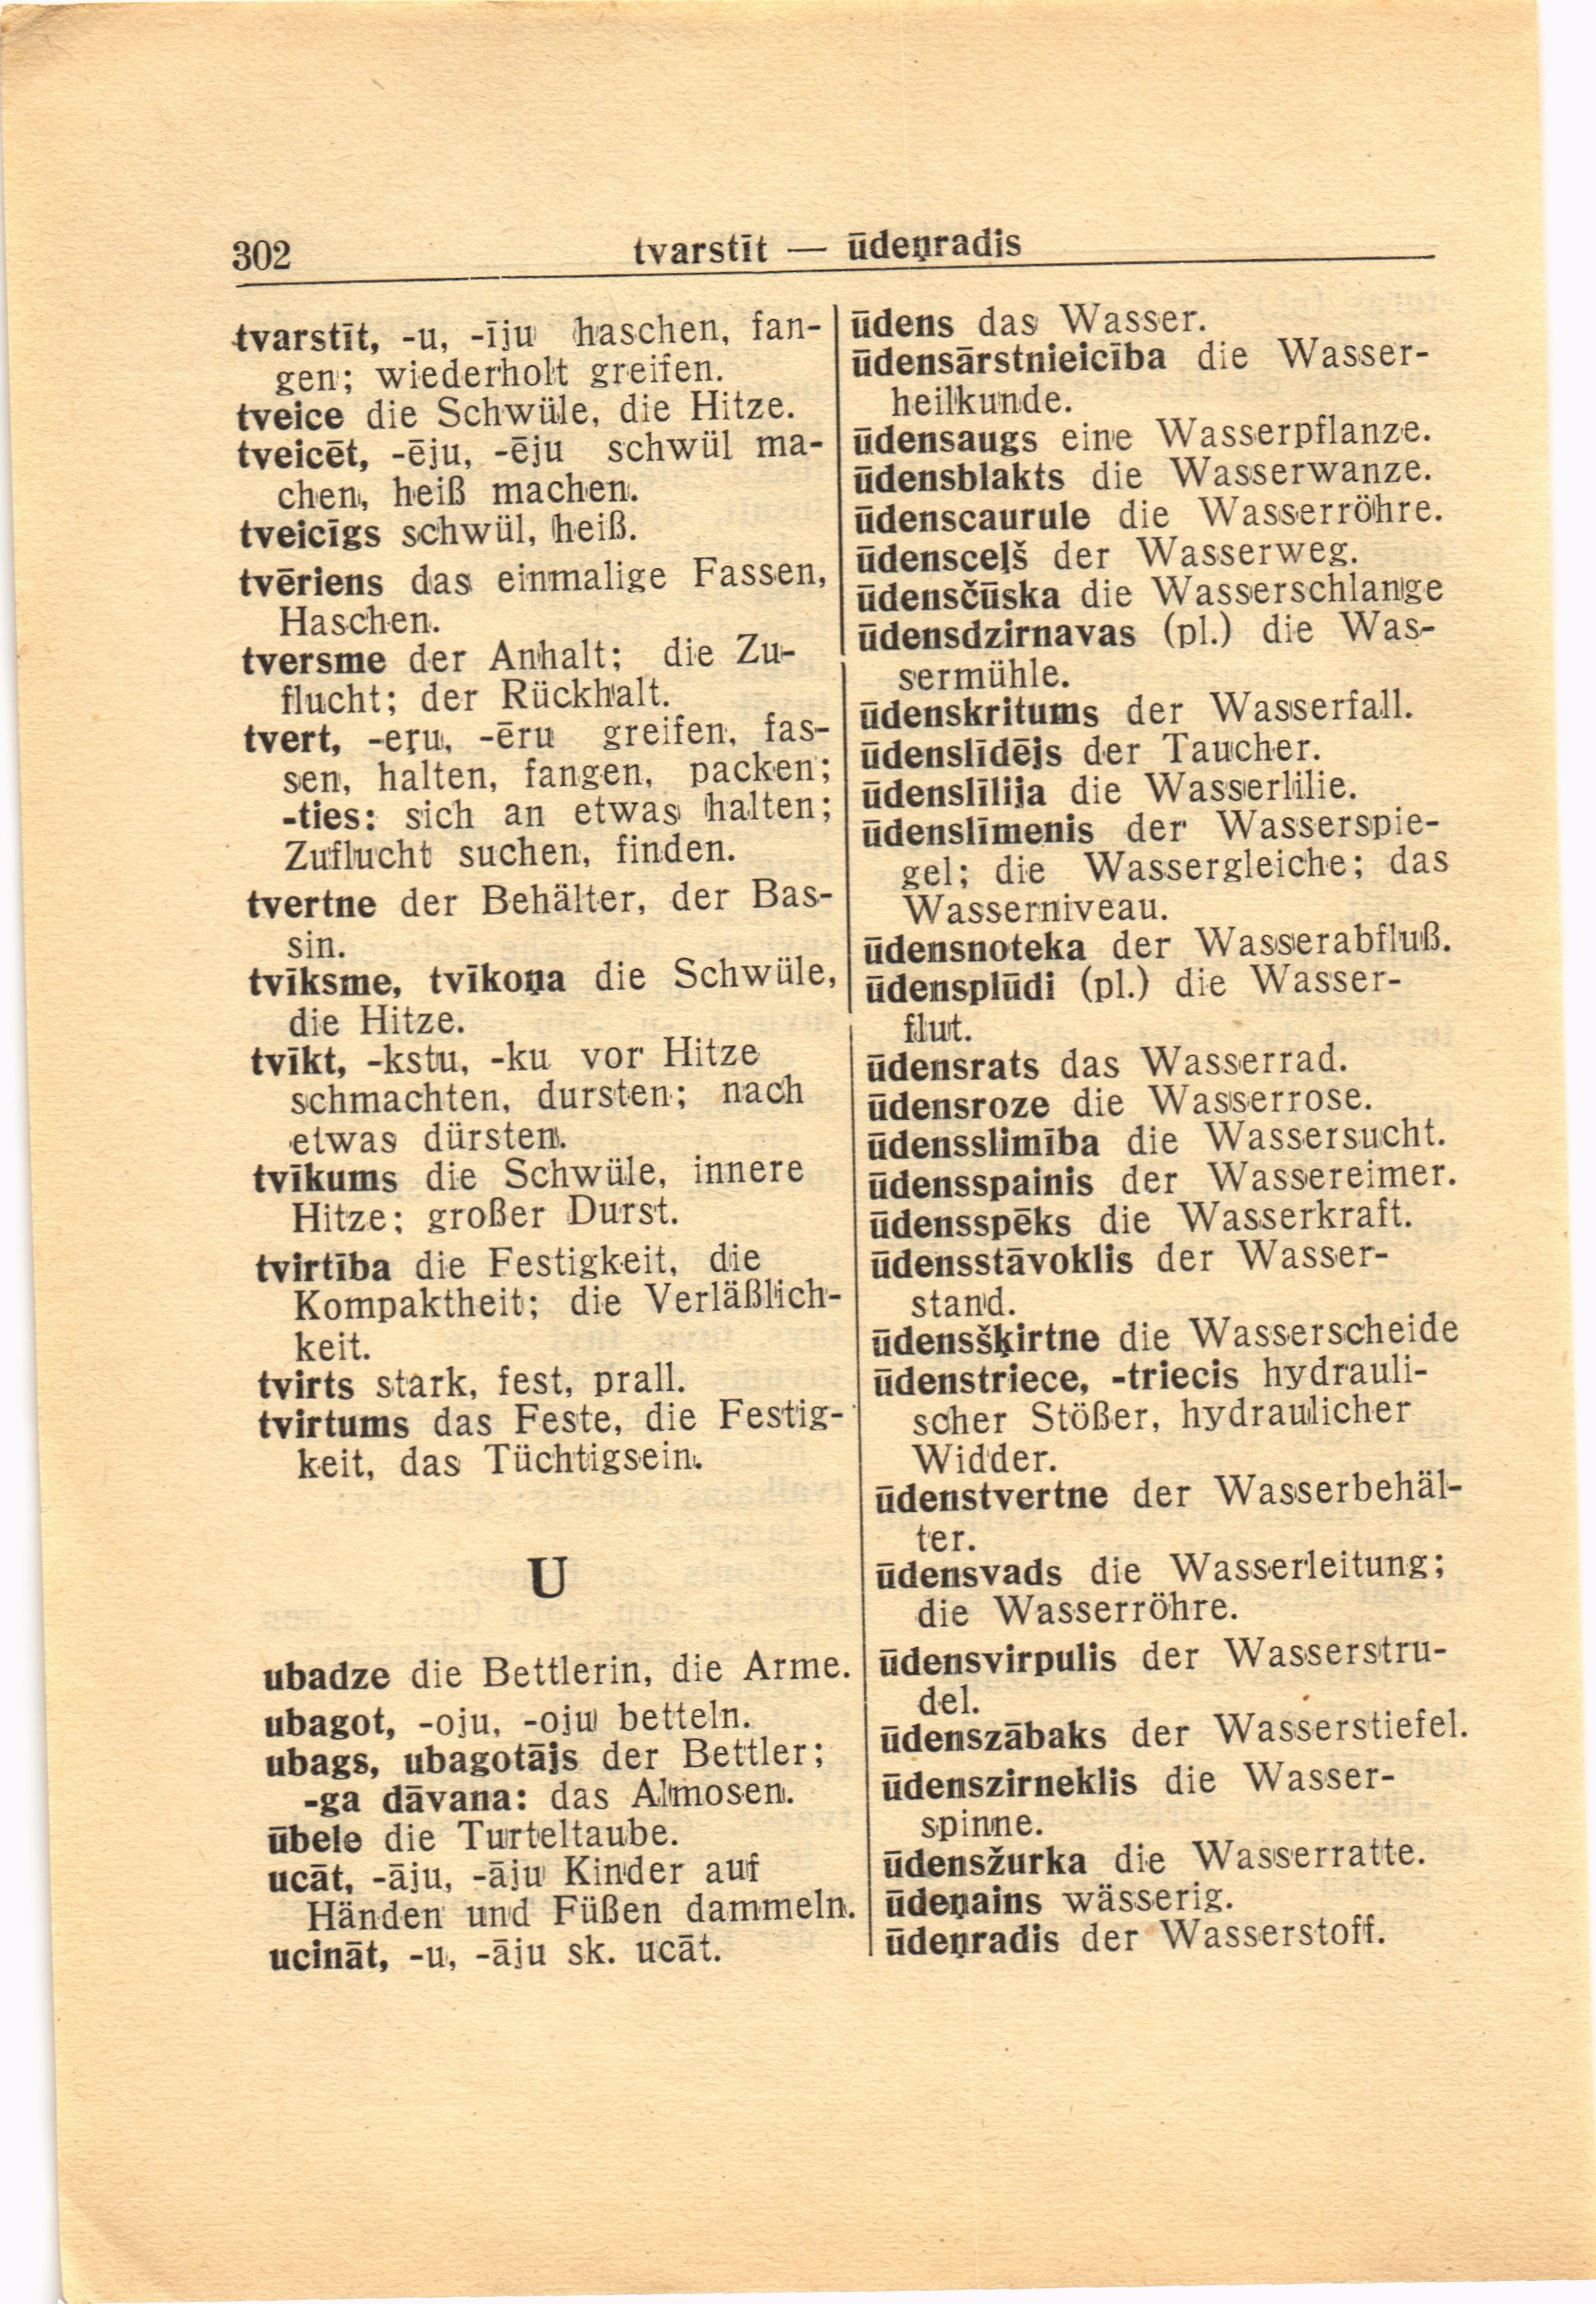 302
tvarstīt — ūdeņradis
tvarstīt, -u, -īju haschen, fan-
gen; wiederholt greifen.
tveice die Schwüle, die Hitze.
tveicēt, -ēju, -ēju schwül ma-
chen, heiß machen.
tveicīgs schwül, heiß.
tvēriens das einmalige Fassen,
Haschen.
tversme der Anhalt; die Zu-
flucht; der Rückhalt.
tvert, -eŗu, -ēru greifen, fas-
sen, halten, fangen, packen;
-ties: sich an etwas halten;
Zuflucht suchen, finden.
tvertne der Behälter, der Bas-
sin.
tvīksme, tvīkoņa die Schwüle,
die Hitze.
tvīkt, -kstu, -ku vor Hitze
schmachten, dursten; nach
etwas dürsten.
tvīkums die Schwüle, innere
Hitze; großer Durst.
tvirtība die Festigkeit, die
Kompaktheit; die Verläßlich-
keit.
tvirts stark, fest, prall.
tvirtums das Feste, die Festig-
keit, das Tüchtigsein.
U
ubadze die Bettlerin, die Arme.
ubagot, -oju, -oju betteln.
ubags, ubagotājs der Bettler;
-ga dāvana: das Almosen.
ūbele die Turteltaube.
ucāt, -āju, -āju Kinder auf
Händen und Füßen dammeln.
ucināt, -u, -āju sk. ucāt.
ūdens das Wasser.
ūdensārstnieicība die Wasser-
heilkunde.
ūdensaugs eine Wasserpflanze.
ūdensblakts die Wasserwanze.
ūdenscaurule die Wasserröhre.
ūdensceļš der Wasserweg.
ūdensčūska die Wasserschlange
ūdensdzirnavas (pl.) die Was-
sermühle.
ūdenskritums der Wasserfall.
ūdenslīdējs der Taucher.
ūdenslīlija die Wasserlilie.
ūdenslīmenis der Wasserspie-
gel; die Wassergleiche; das
Wasserniveau.
ūdensnoteka der Wasserabfluß.
ūdensplūdi (pl.) die Wasser-
flut.
ūdensrats das Wasserrad.
ūdensroze die Wasserrose.
ūdensslimība die Wassersucht.
ūdensspainis der Wassereimer.
ūdensspēks die Wasserkraft.
ūdensstāvoklis der Wasser-
stand.
ūdensšķirtne die Wasserscheide
ūdenstriece, -triecis hydrauli-
scher Stößer, hydraulicher
Widder.
ūdenstvertne der Wasserbehäl-
ter.
ūdensvads die Wasserleitung;
die Wasserröhre.
ūdensvirpulis der Wasserstru-
del.
ūdenszābaks der Wasserstiefel.
ūdenszirneklis die Wasser-
spinne.
ūdensžurka die Wasserratte.
ūdeņains wässerig.
ūdeņradis der Wasserstoff.